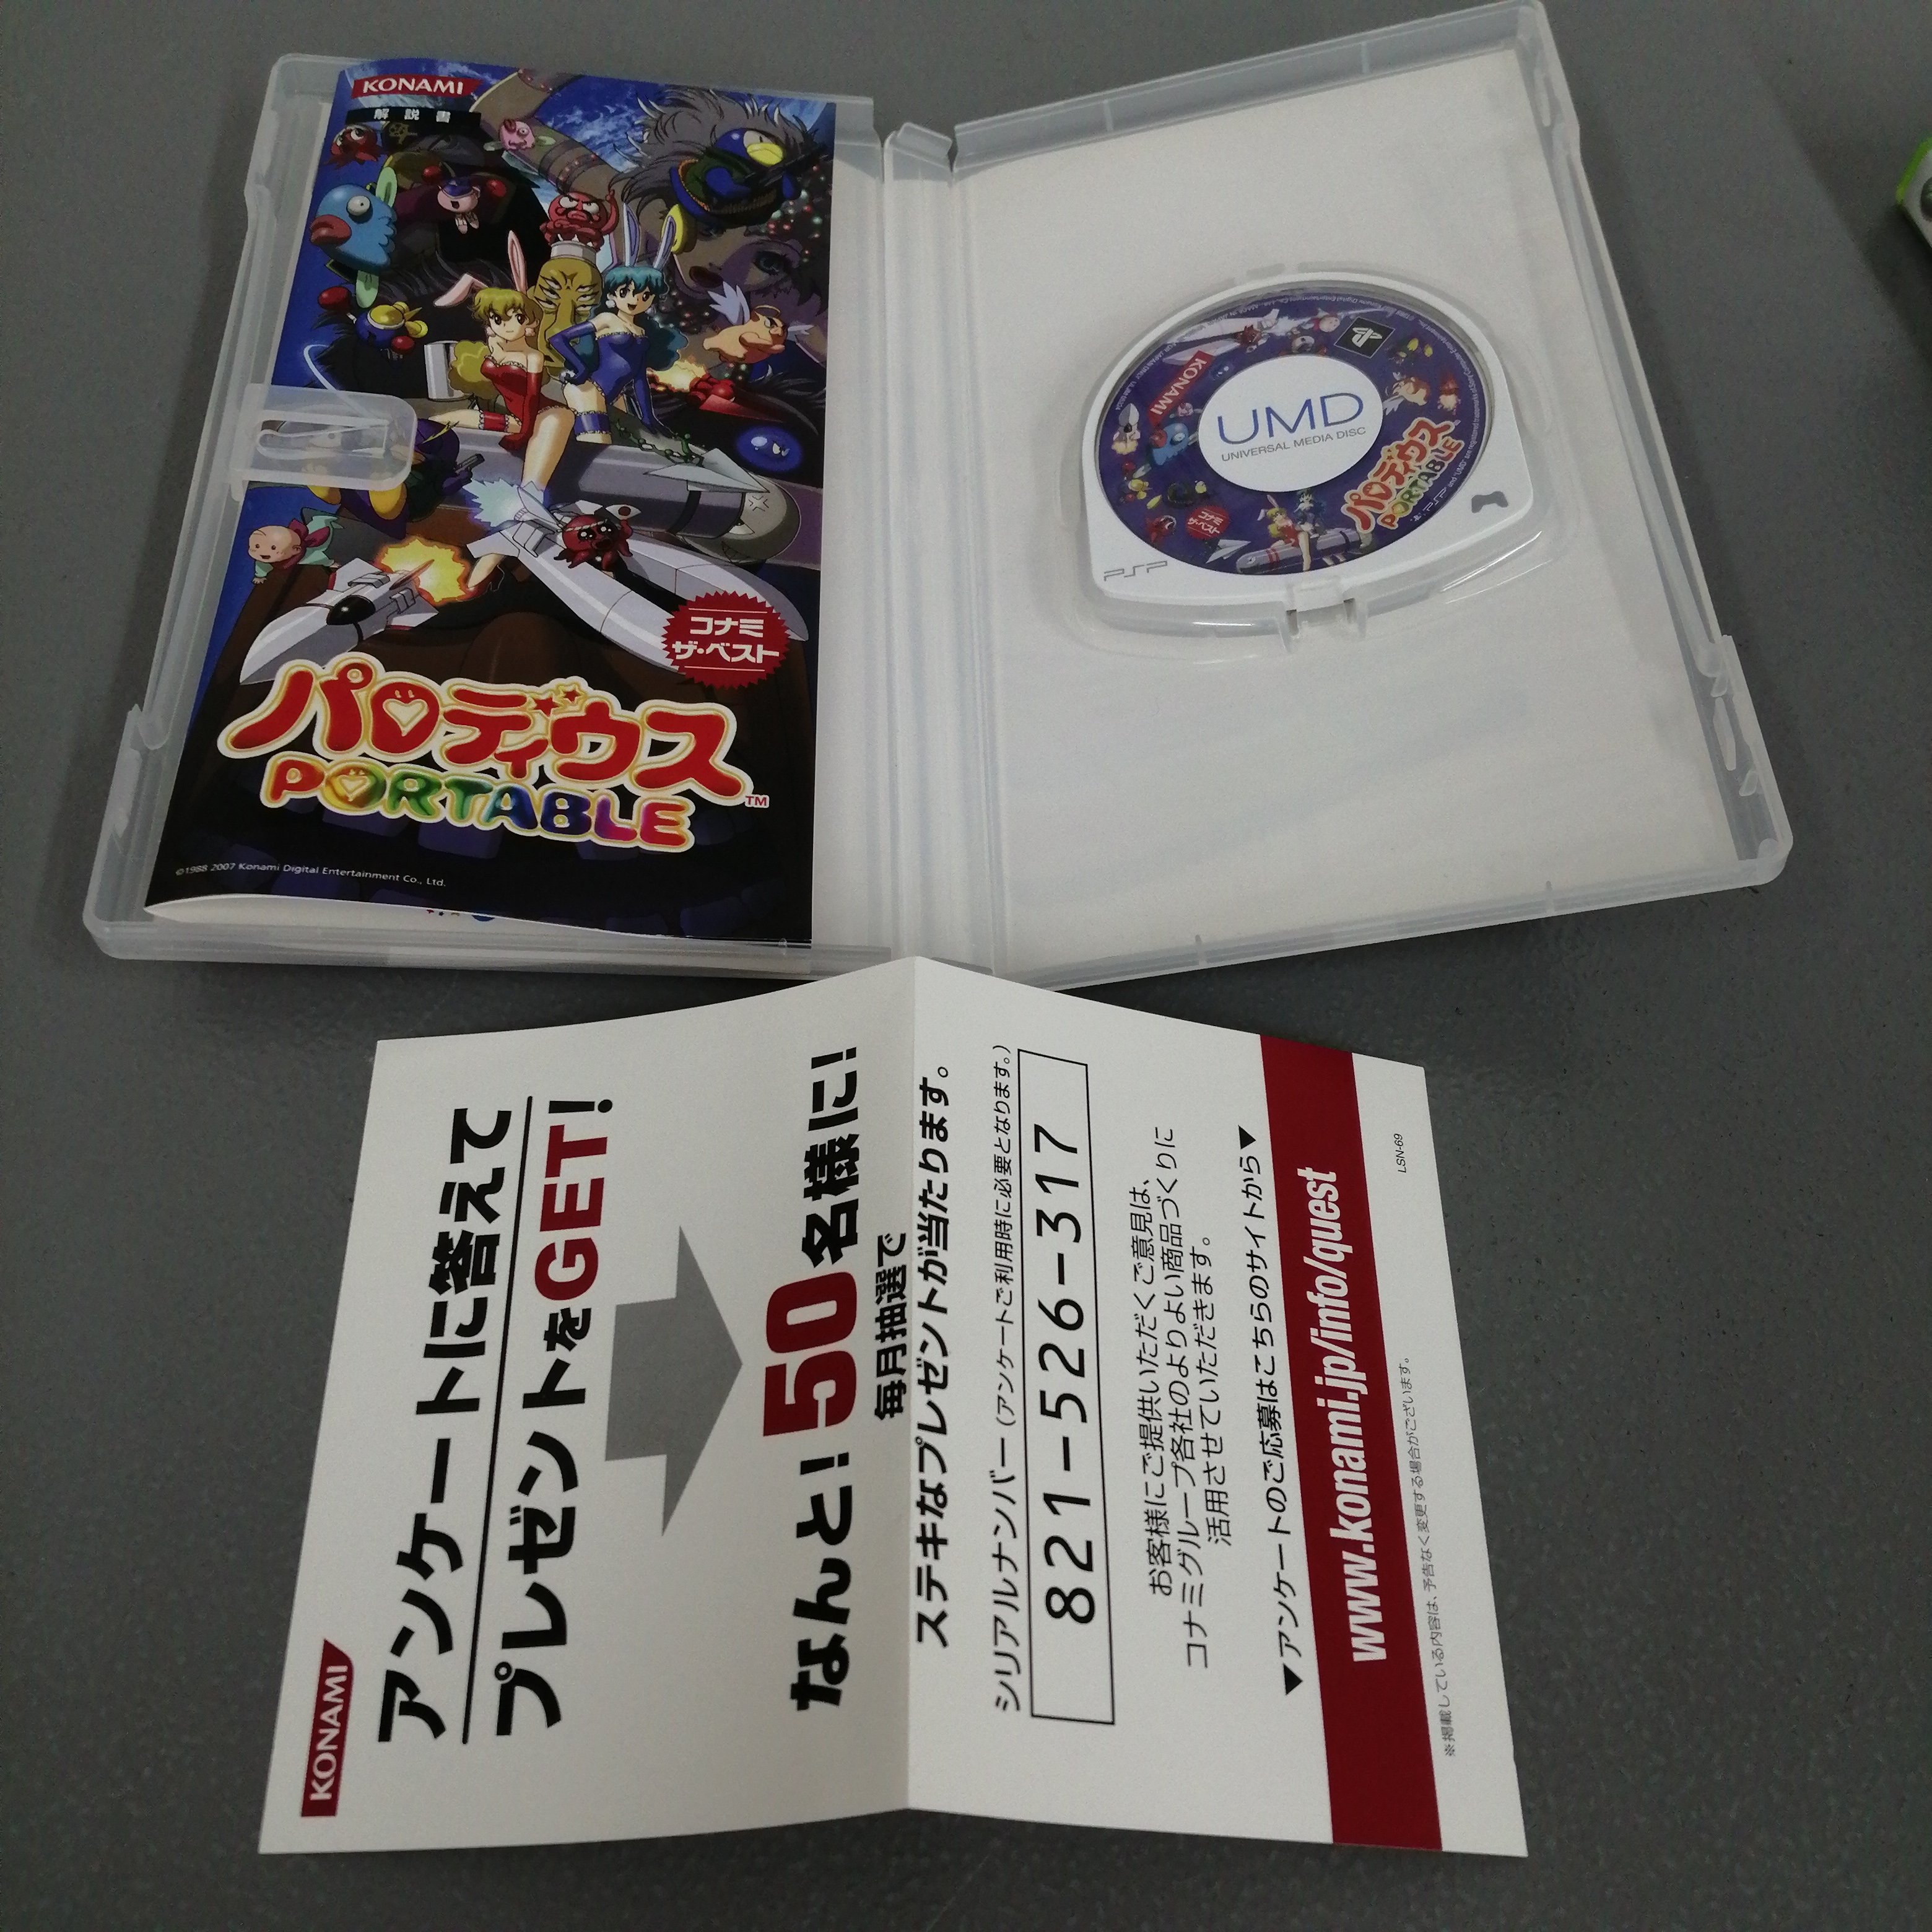 KONAMI
解説書
コナミ
ザ・ベスト
パロディウス
PORTABLE
TM
©1988 2007 Konami Digital Entertainment Co., Ltd.
KONAMI
UMD
UNIVERSAL MEDIA DISC
パロディウス
PORTABLE
コナミ
ザ・ベスト
PSP
KONAMI
アンケートに答えて
プレゼントをGET!
なんと!50名様に!
毎月抽選で
ステキなプレゼントが当たります。
シリアルナンバー(アンケートご利用時に必要となります。)
821-526-317
お客様にご提供いただくご意見は、
コナミグループ各社のよりよい商品づくりに
活用させていただきます。
▼アンケートのご応募はこちらのサイトから▼
www.konami.jp/info/quest
※掲載している内容は、予告なく変更する場合がございます。
LSN-69